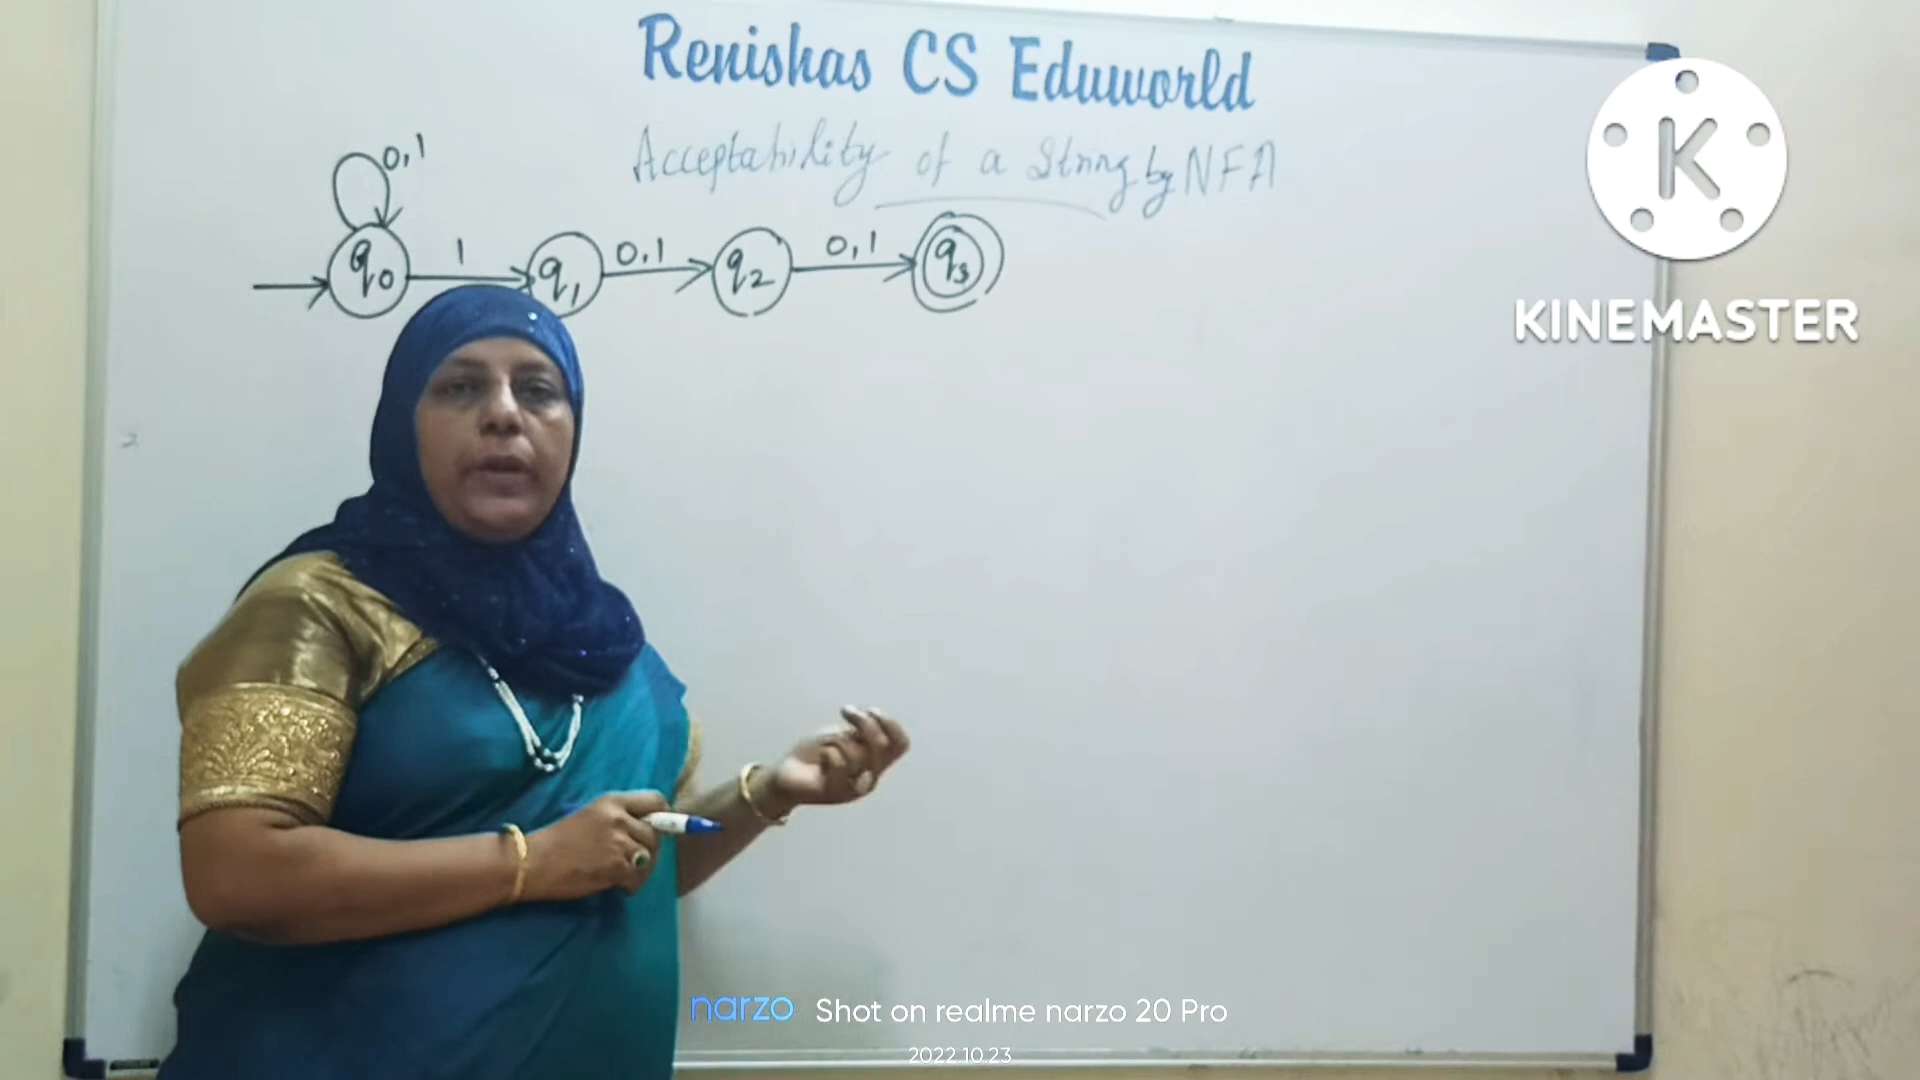 Renishas CS Eduworld
Acceptability of a String by NFA
0,1
q0 1 q1 0,1 q2 0,1 q3
K
KINEMASTER
narzo Shot on realme narzo 20 Pro
2022.10.23